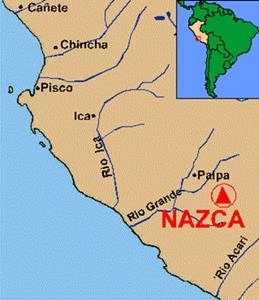 Cañete
Chincha
Pisco
Ica
Rio Ica
Palpa
Rio Grande
NAZCA
Rio Acari